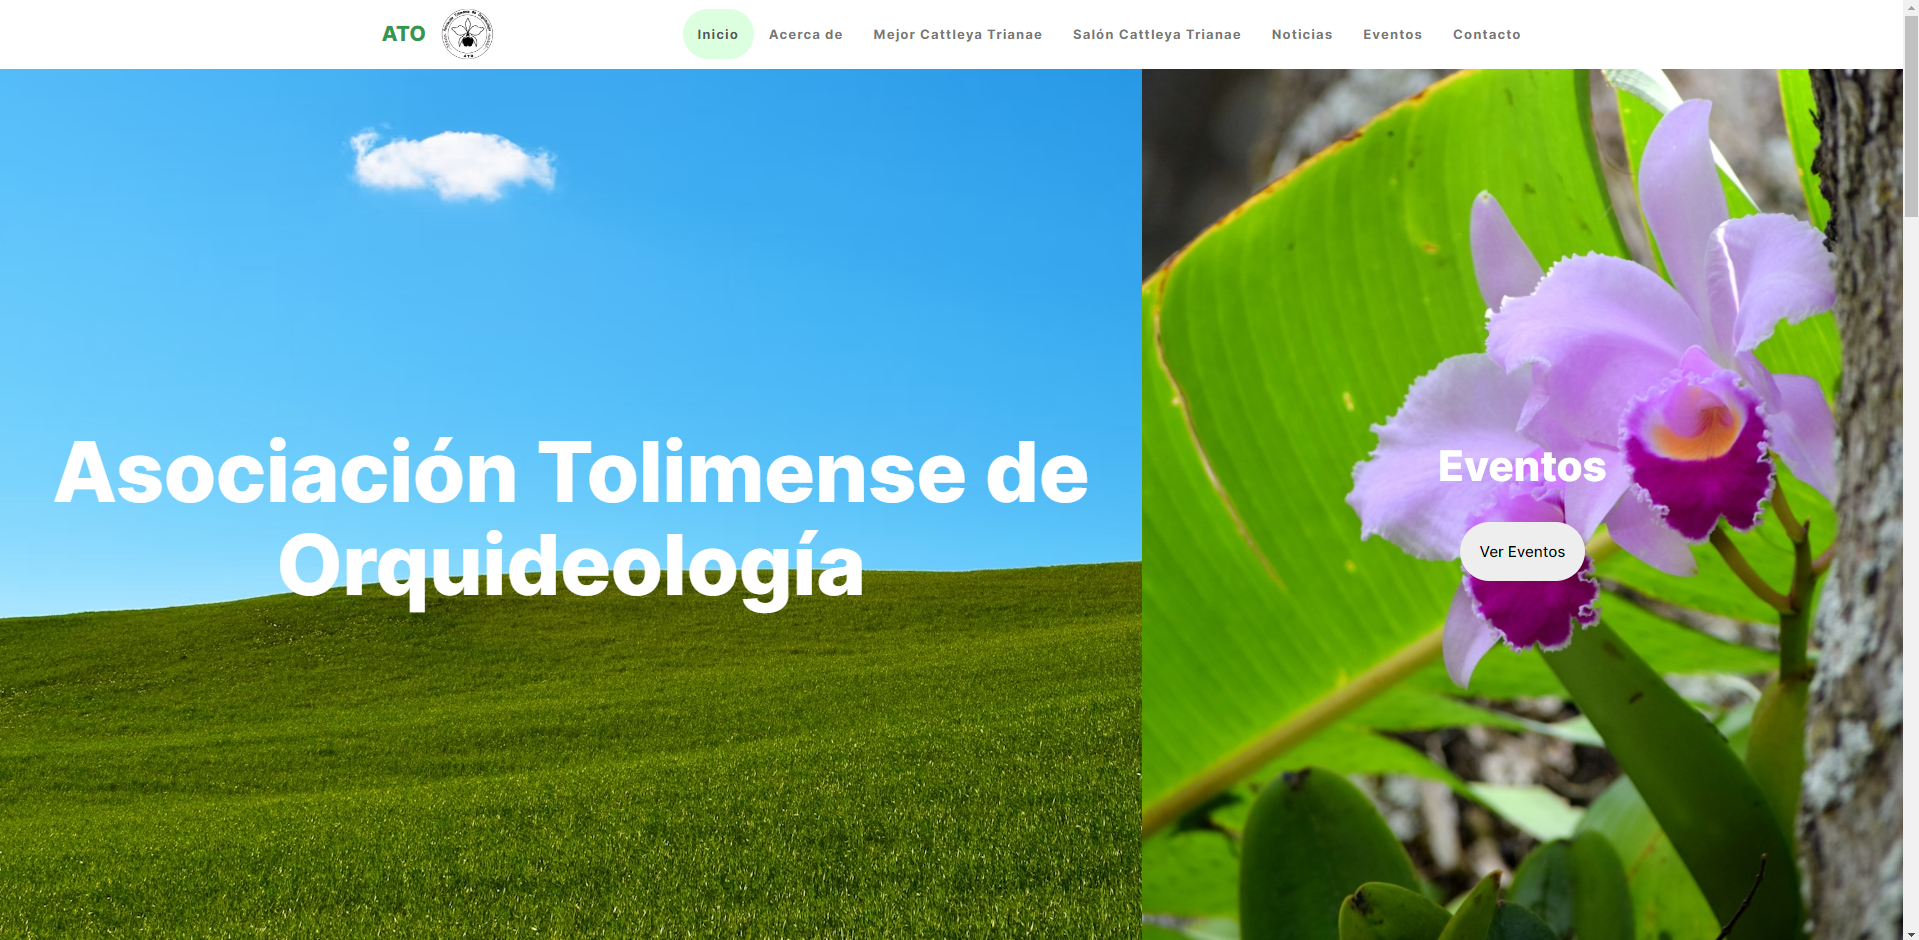 ATO
Inicio
Acerca de
Mejor Cattleya Trianae
Salón Cattleya Trianae
Noticias
Eventos
Contacto
Asociación Tolimense de
Orquideología
Eventos
Ver Eventos